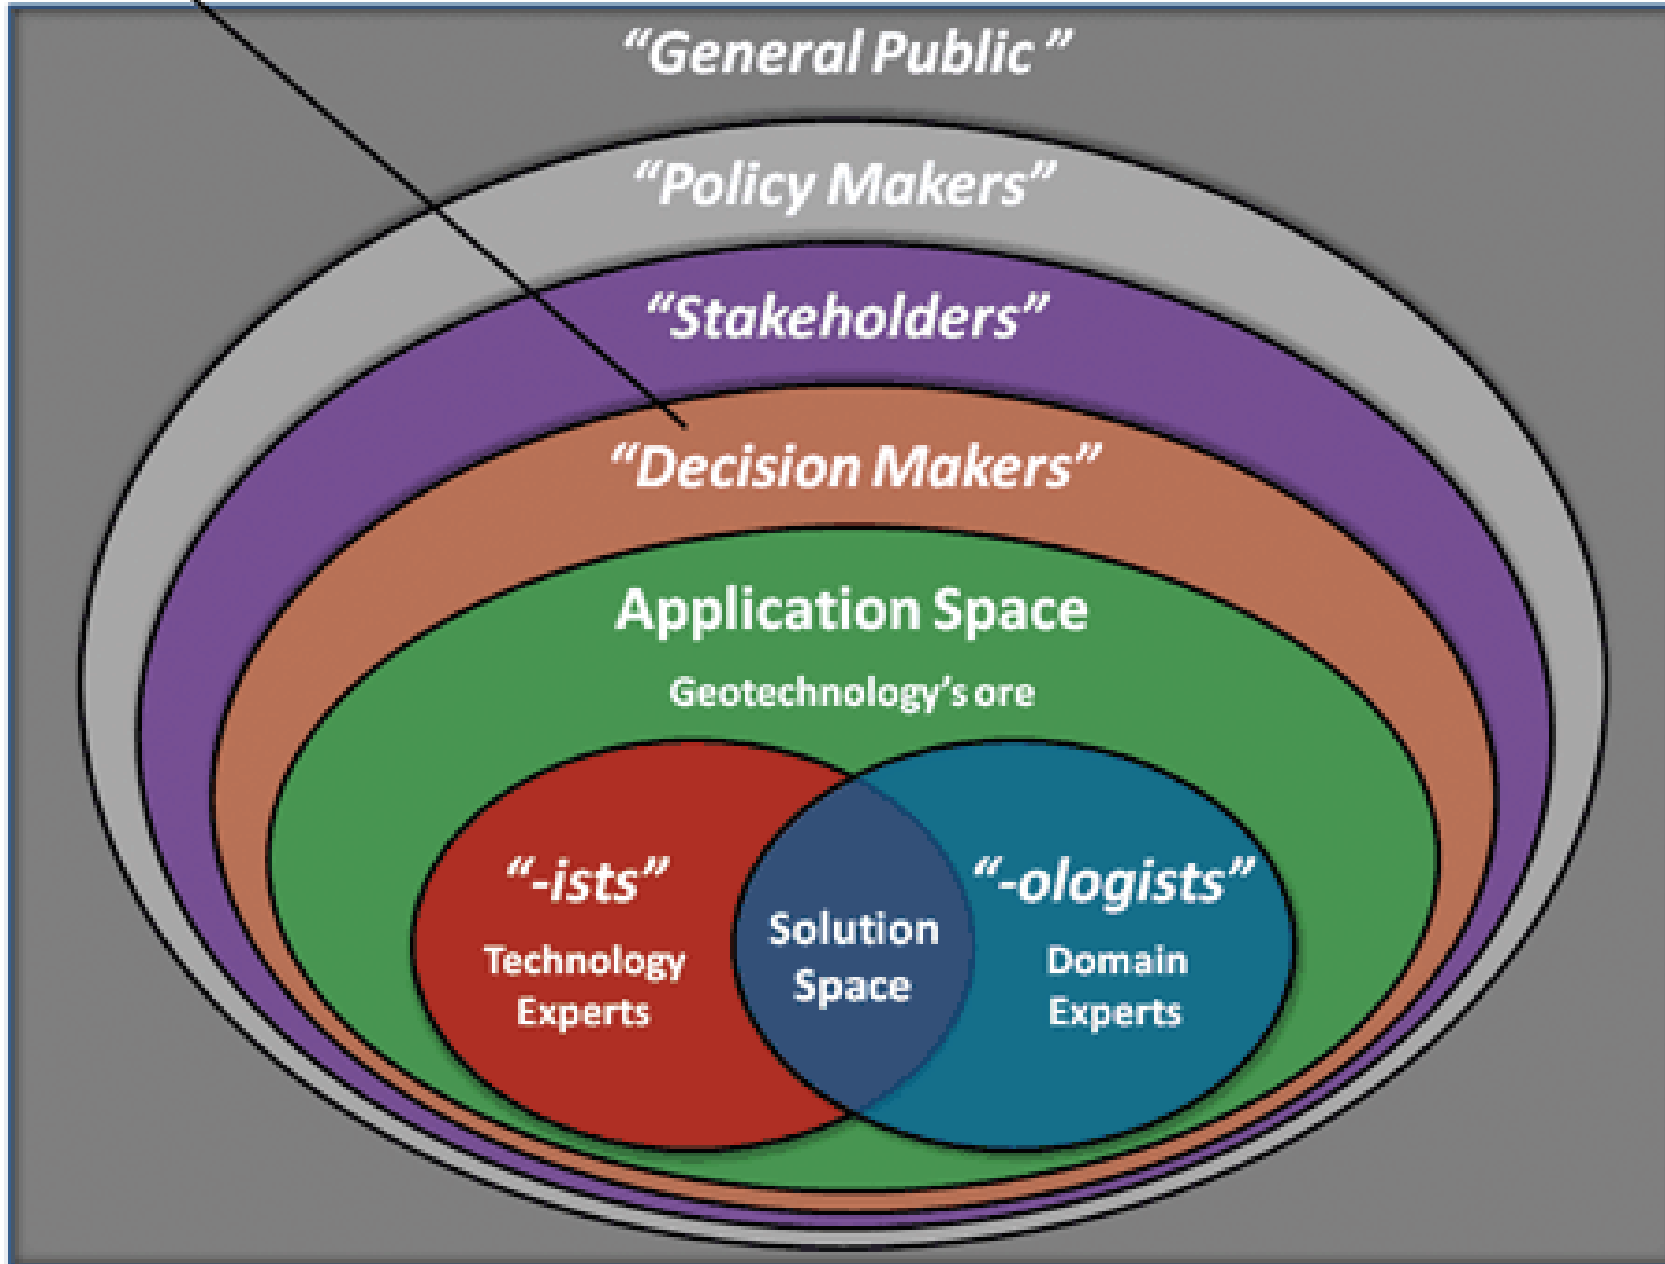 “General Public ”
“Policy Makers”
“Stakeholders”
“Decision Makers”
Application Space
Geotechnology’s ore
“-ists”
Technology
Experts
Solution
Space
“-ologists”
Domain
Experts